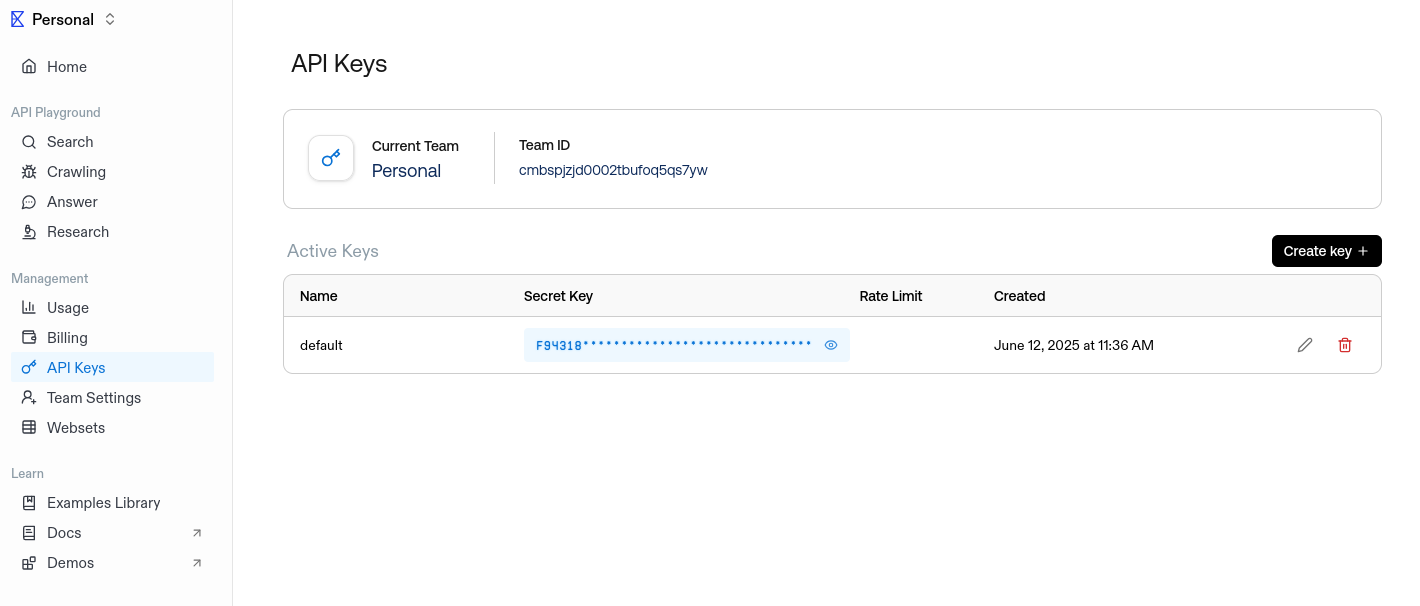 Personal
Home
API Playground
Search
Crawling
Answer
Research
Management
Usage
Billing
API Keys
Team Settings
Websets
Learn
Examples Library
Docs
Demos
API Keys
Current Team
Personal
Team ID
cmbspjzjd0002tbufoq5qs7yw
Active Keys
Create key +
Name Secret Key Rate Limit Created
default F94318****************************** June 12, 2025 at 11:36 AM